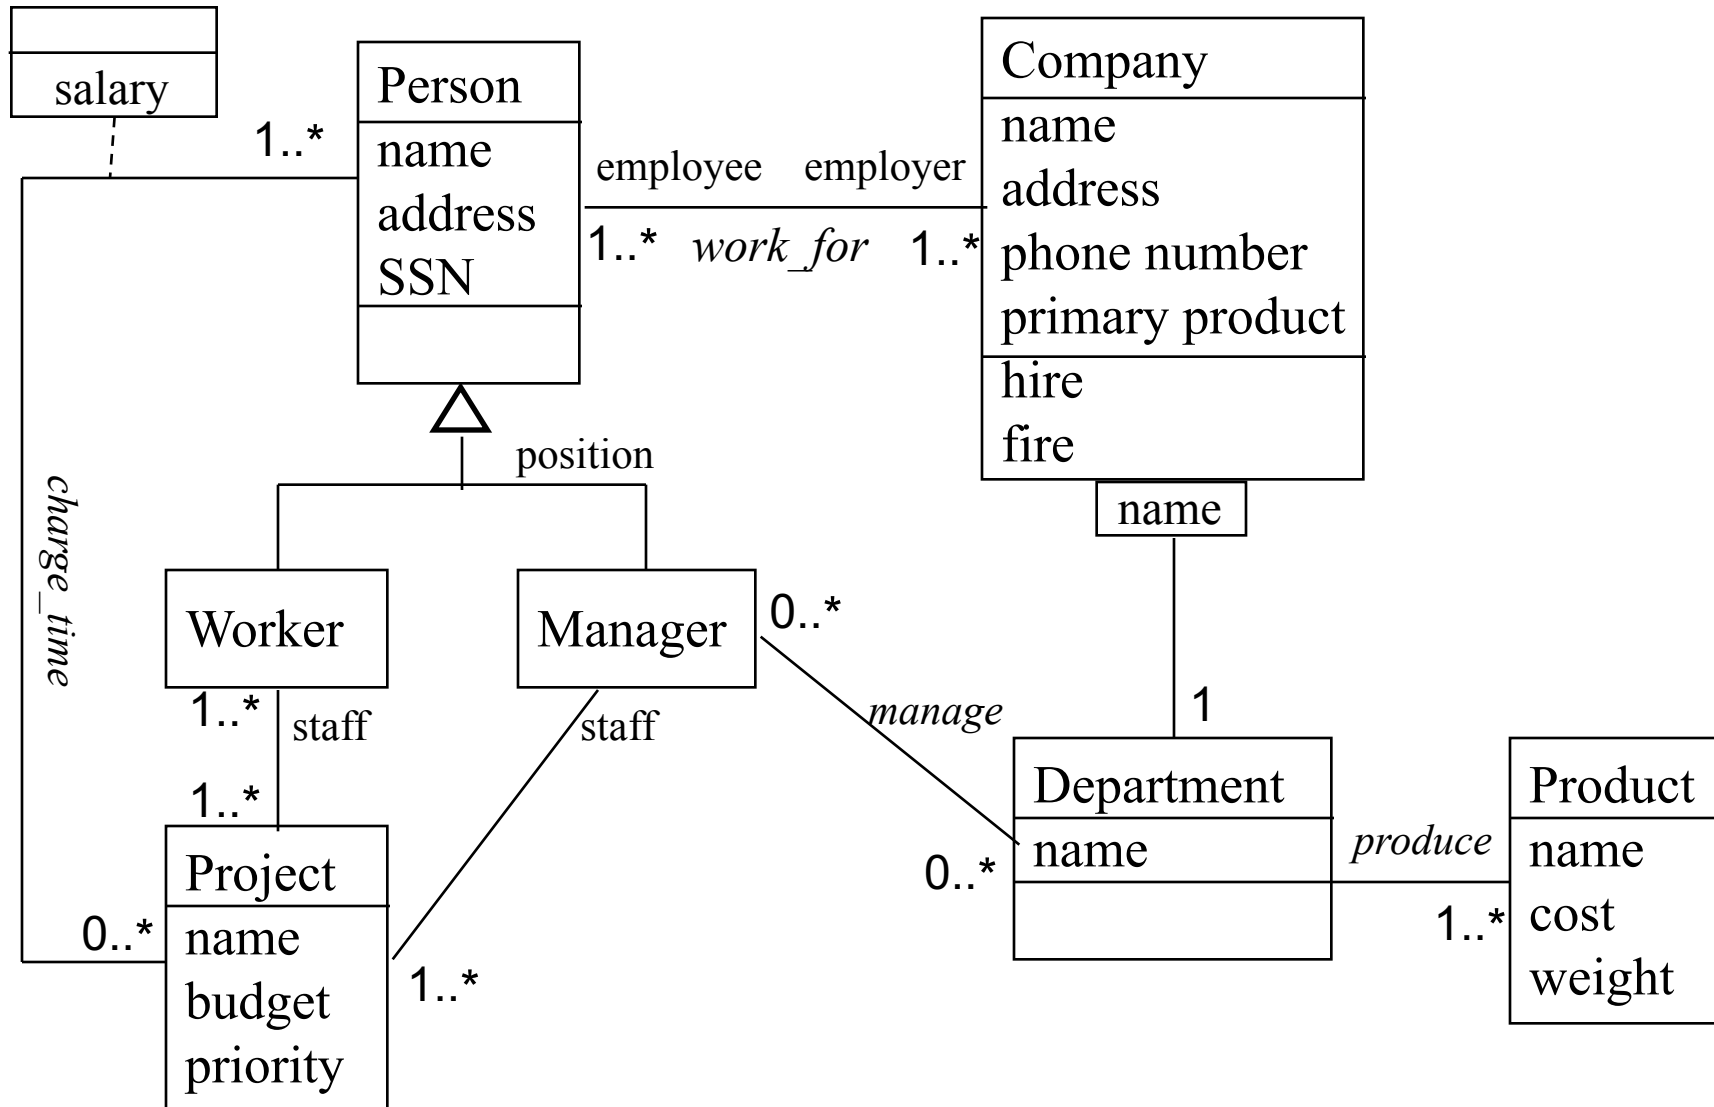 salary
Person
name
address
SSN
1..*
employee employer
1..* work_for 1..*
Company
name
address
phone number
primary product
hire
fire
name
position
charge_time
Worker
Manager
0..*
1..* staff
staff
manage
1
1..*
Project
name
budget
priority
0..*
1..*
0..*
Department
name
produce
1..*
Product
name
cost
weight